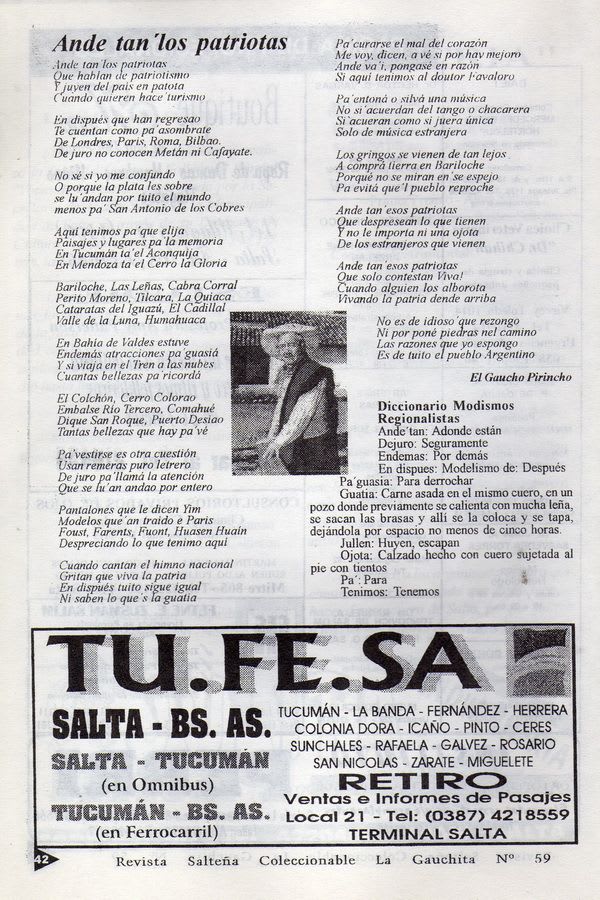 Ande tan´los patriotas
Ande tan´los patriotas
Que hablan de patriotismo
Y juyen del país en patota
Cuando quieren hace´turismo
En después que han regresao
Te cuentan como pa´asombrate
De Londres, París, Roma, Bilbao.
De juro no conocen Metán ni Cafayate.
No sé si yo me confundo
O porque la plata les sobre
se lu´andan por tuito el mundo
menos pa´ San Antonio de los Cobres
Aquí tenimos pa´que elija
Paisajes y lugares pa´la memoria
En Tucumán ta´el Aconquija
En Mendoza ta´el Cerro la Gloria
Bariloche, Las Leñas, Cabra Corral
Perito Moreno, Tilcara, La Quiaca
Cataratas del Iguazú, El Cadillal
Valle de la Luna, Humahuaca
En Bahía de Valdes estuve
Endemás atracciones pa guasiá
Y si viaja en el Tren a las nubes
Cuantas bellezas pa´ricordá
El Colchón, Cerro Colorao
Embalse Río Tercero, Comahué
Dique San Roque, Puerto Desiao
Tantas bellezas que hay pa´vé
Pa´vestirse es otra cuestión
Usan remeras puro letrero
De juro pa´llamá la atención
Que se lu´an andao por entero
Pantalones que le dicen Yim
Modelos que´an traido e Paris
Foust, Farents, Fuont, Huasen Huaín
Despreciando lo que tenimo aquí
Cuando cantan el himno nacional
Gritan que viva la patria
En dispués tuito sigue igual
Ni saben lo que´s la guatia
Pa´curarse el mal del corazón
Me voy, dicen, a vé si por hay mejoro
Ande va´i, pongasé en razón
Si aquí tenimos al doutor Favaloro
Pa´entoná o silvá una música
No si´acuerdan del tango o chacarera
Si´acueran como si juera única
Solo de música estranjera
Los gringos se vienen de tan lejos
A comprá tierra en Bariloche
Porqué no se miran en´se espejo
Pa evitá que´l pueblo reproche
Ande tan´esos patriotas
Que despresean lo que tienen
Y no le importa ni una ojota
De los estranjeros que vienen
Ande tan´esos patriotas
Que solo contestan Viva!
Cuando alguien los alborota
Vivando la patria dende arriba
No es de idioso´que rezongo
Ni por poné piedras nel camino
Las razones que yo espongo
Es de tuito el pueblo Argentino
El Gaucho Pirincho
Diccionario Modismos
Regionalistas
Ande´tan: Adonde están
Dejuro: Seguramente
Endemas: Por demás
En dispues: Modelismo de: Después
Pa´guasia: Para derrochar
Guatia: Carne asada en el mismo cuero, en un
pozo donde previamente se calienta con mucha leña,
se sacan las brasas y allí se la coloca y se tapa,
dejándola por espacio no menos de cinco horas.
Jullen: Huyen, escapan
Ojota: Calzado hecho con cuero sujetada al
pie con tientos
Pa´: Para
Tenimos: Tenemos
TU.FE.SA
SALTA - BS. AS.
SALTA - TUCUMÁN
(en Omnibus)
TUCUMÁN - BS. AS.
(en Ferrocarril)
TUCUMÁN - LA BANDA - FERNÁNDEZ - HERRERA
COLONIA DORA - ICAÑO - PINTO - CERES
SUNCHALES - RAFAELA - GALVEZ - ROSARIO
SAN NICOLAS - ZARATE - MIGUELETE
RETIRO
Ventas e Informes de Pasajes
Local 21 - Tel: (0387) 4218559
TERMINAL SALTA
42
Revista Salteña Coleccionable La Gauchita Nº 59